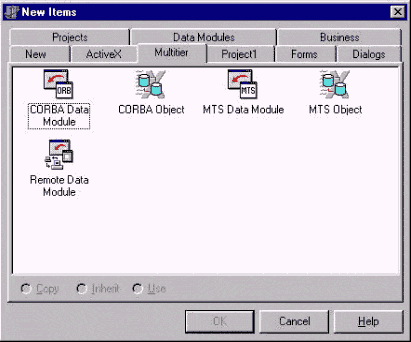 New Items
Projects Data Modules Business
New ActiveX Multitier Project1 Forms Dialogs
ORB MTS
CORBA Data Module CORBA Object MTS Data Module MTS Object
Remote Data Module
Copy Inherit Use
OK Cancel Help